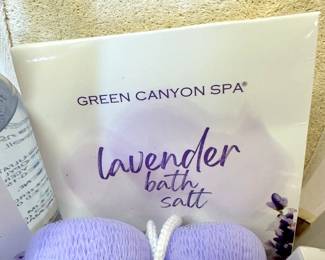 GREEN CANYON SPA®
lavender
bath
salt